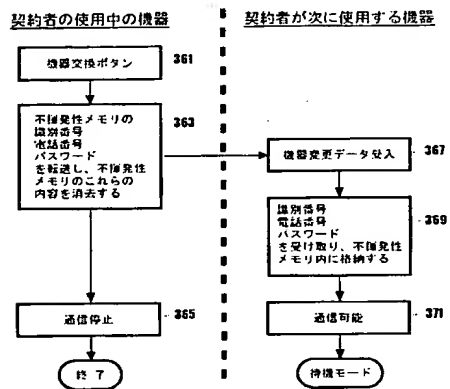 契約者の使用中の機器
契約者が次に使用する機器
機器交換ボタン
361
不揮発性メモリの
識別番号
電話番号
パスワード
を転送し、不揮発性
メモリのこれらの
内容を消去する
363
機器変更データ受入
367
識別番号
電話番号
パスワード
を受け取り、不揮発性
メモリ内に格納する
369
通信停止
365
通信可能
371
終了
待機モード